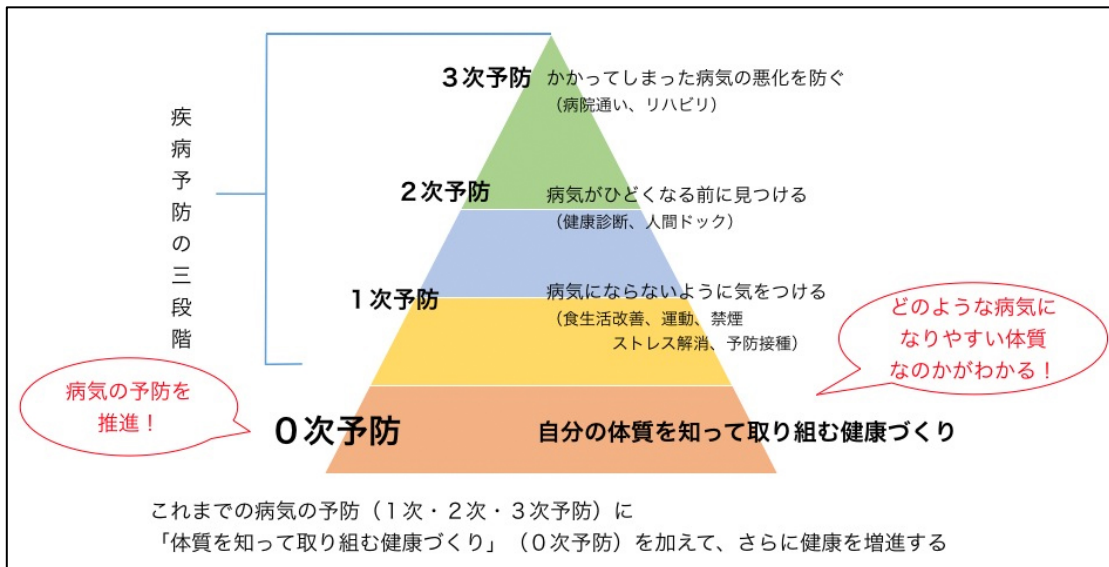 疾病予防の三段階
３次予防 かかってしまった病気の悪化を防ぐ
（病院通い、リハビリ）
２次予防 病気がひどくなる前に見つける
（健康診断、人間ドック）
１次予防 病気にならないように気をつける
（食生活改善、運動、禁煙
ストレス解消、予防接種）
どのような病気に
なりやすい体質
なのかがわかる！
病気の予防を
推進！
０次予防 自分の体質を知って取り組む健康づくり
これまでの病気の予防（１次・２次・３次予防）に
「体質を知って取り組む健康づくり」（０次予防）を加えて、さらに健康を増進する